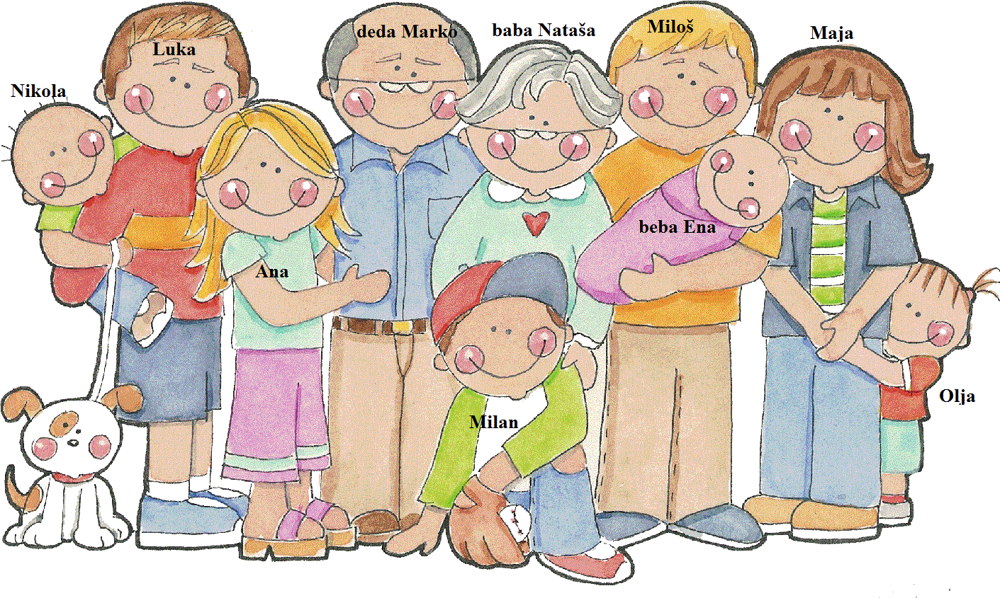 Nikola
Luka
deda Marko
baba Nataša
Miloš
Maja
beba Ena
Ana
Milan
Olja